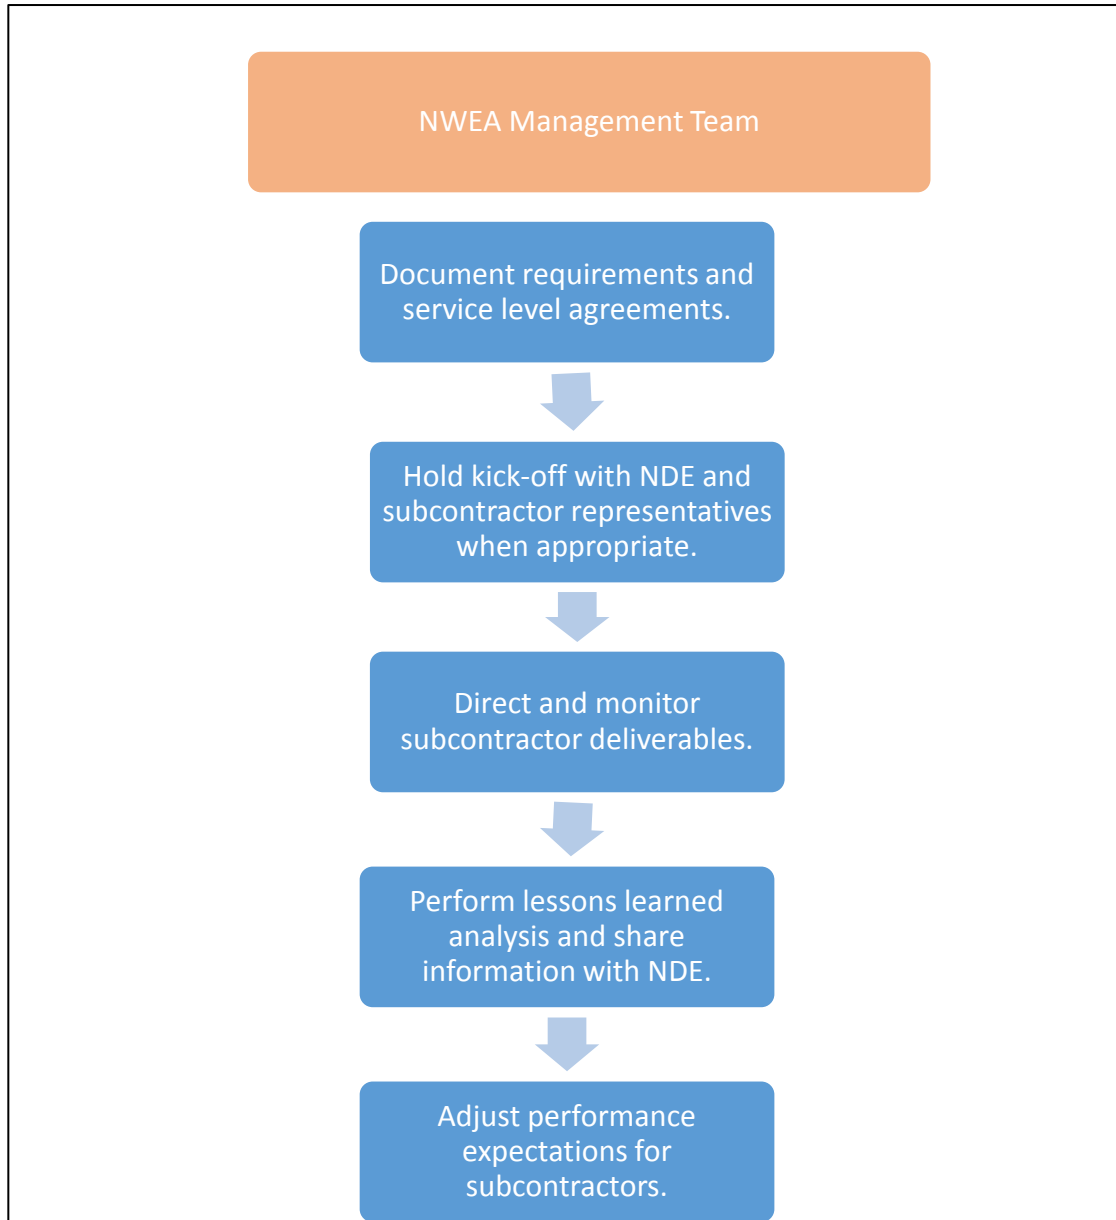 NWEA Management Team
Document requirements and
service level agreements.
Hold kick-off with NDE and
subcontractor representatives
when appropriate.
Direct and monitor
subcontractor deliverables.
Perform lessons learned
analysis and share
information with NDE.
Adjust performance
expectations for
subcontractors.